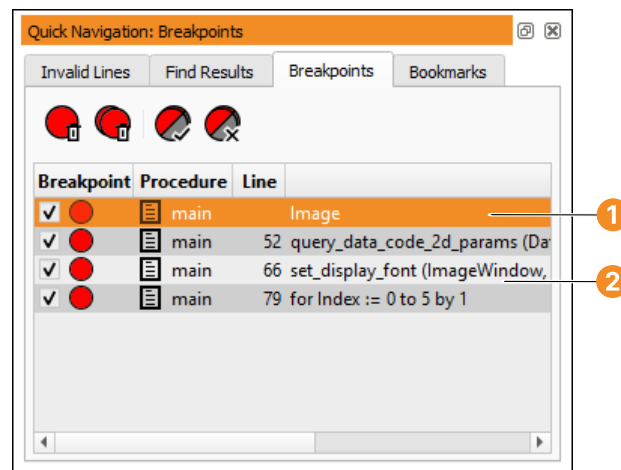 Quick Navigation: Breakpoints
Invalid Lines Find Results Breakpoints Bookmarks
Breakpoint Procedure Line
main Image
1
main 52 query_data_code_2d_params (Da
main 66 set_display_font (ImageWindow,
2
main 79 for Index := 0 to 5 by 1